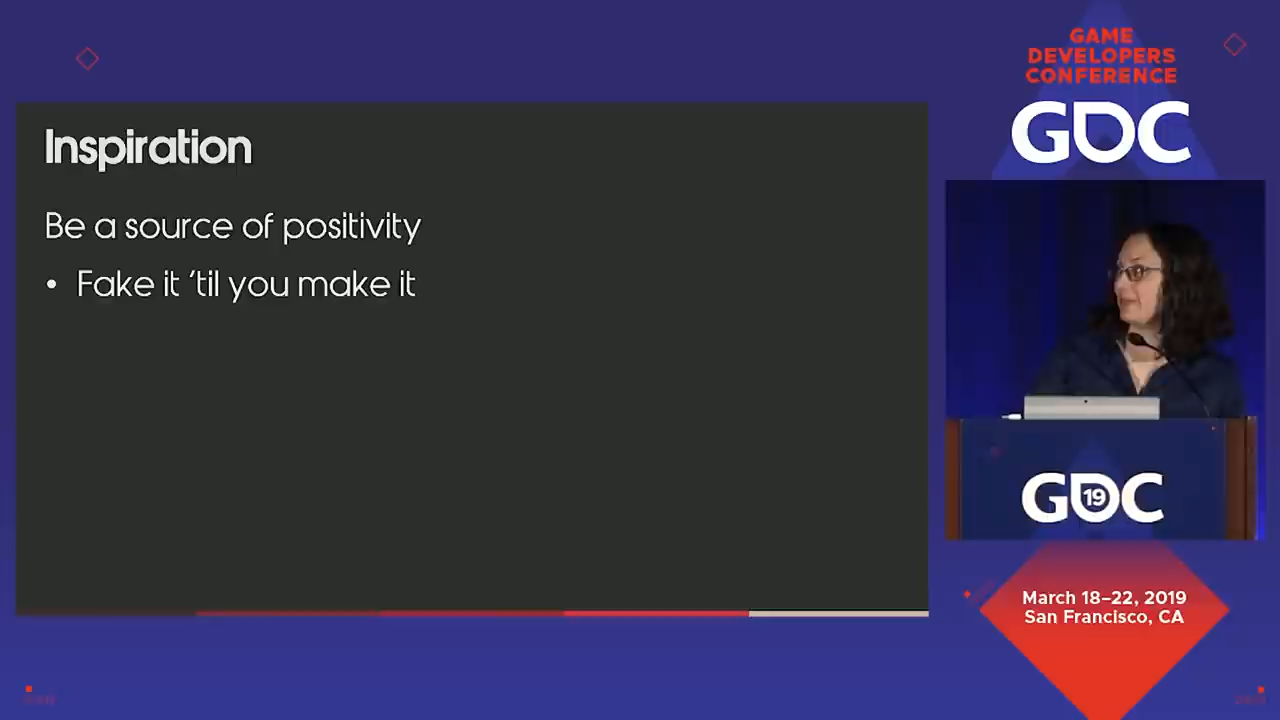 GAME
DEVELOPERS
CONFERENCE
GDC
Inspiration
Be a source of positivity
• Fake it ‘til you make it
GDC
19
March 18–22, 2019
San Francisco, CA